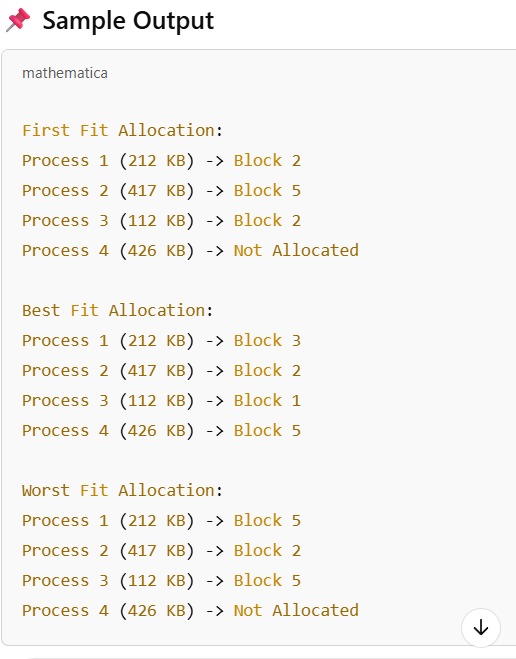 📌 Sample Output
mathematica
First Fit Allocation:
Process 1 (212 KB) -> Block 2
Process 2 (417 KB) -> Block 5
Process 3 (112 KB) -> Block 2
Process 4 (426 KB) -> Not Allocated
Best Fit Allocation:
Process 1 (212 KB) -> Block 3
Process 2 (417 KB) -> Block 2
Process 3 (112 KB) -> Block 1
Process 4 (426 KB) -> Block 5
Worst Fit Allocation:
Process 1 (212 KB) -> Block 5
Process 2 (417 KB) -> Block 2
Process 3 (112 KB) -> Block 5
Process 4 (426 KB) -> Not Allocated